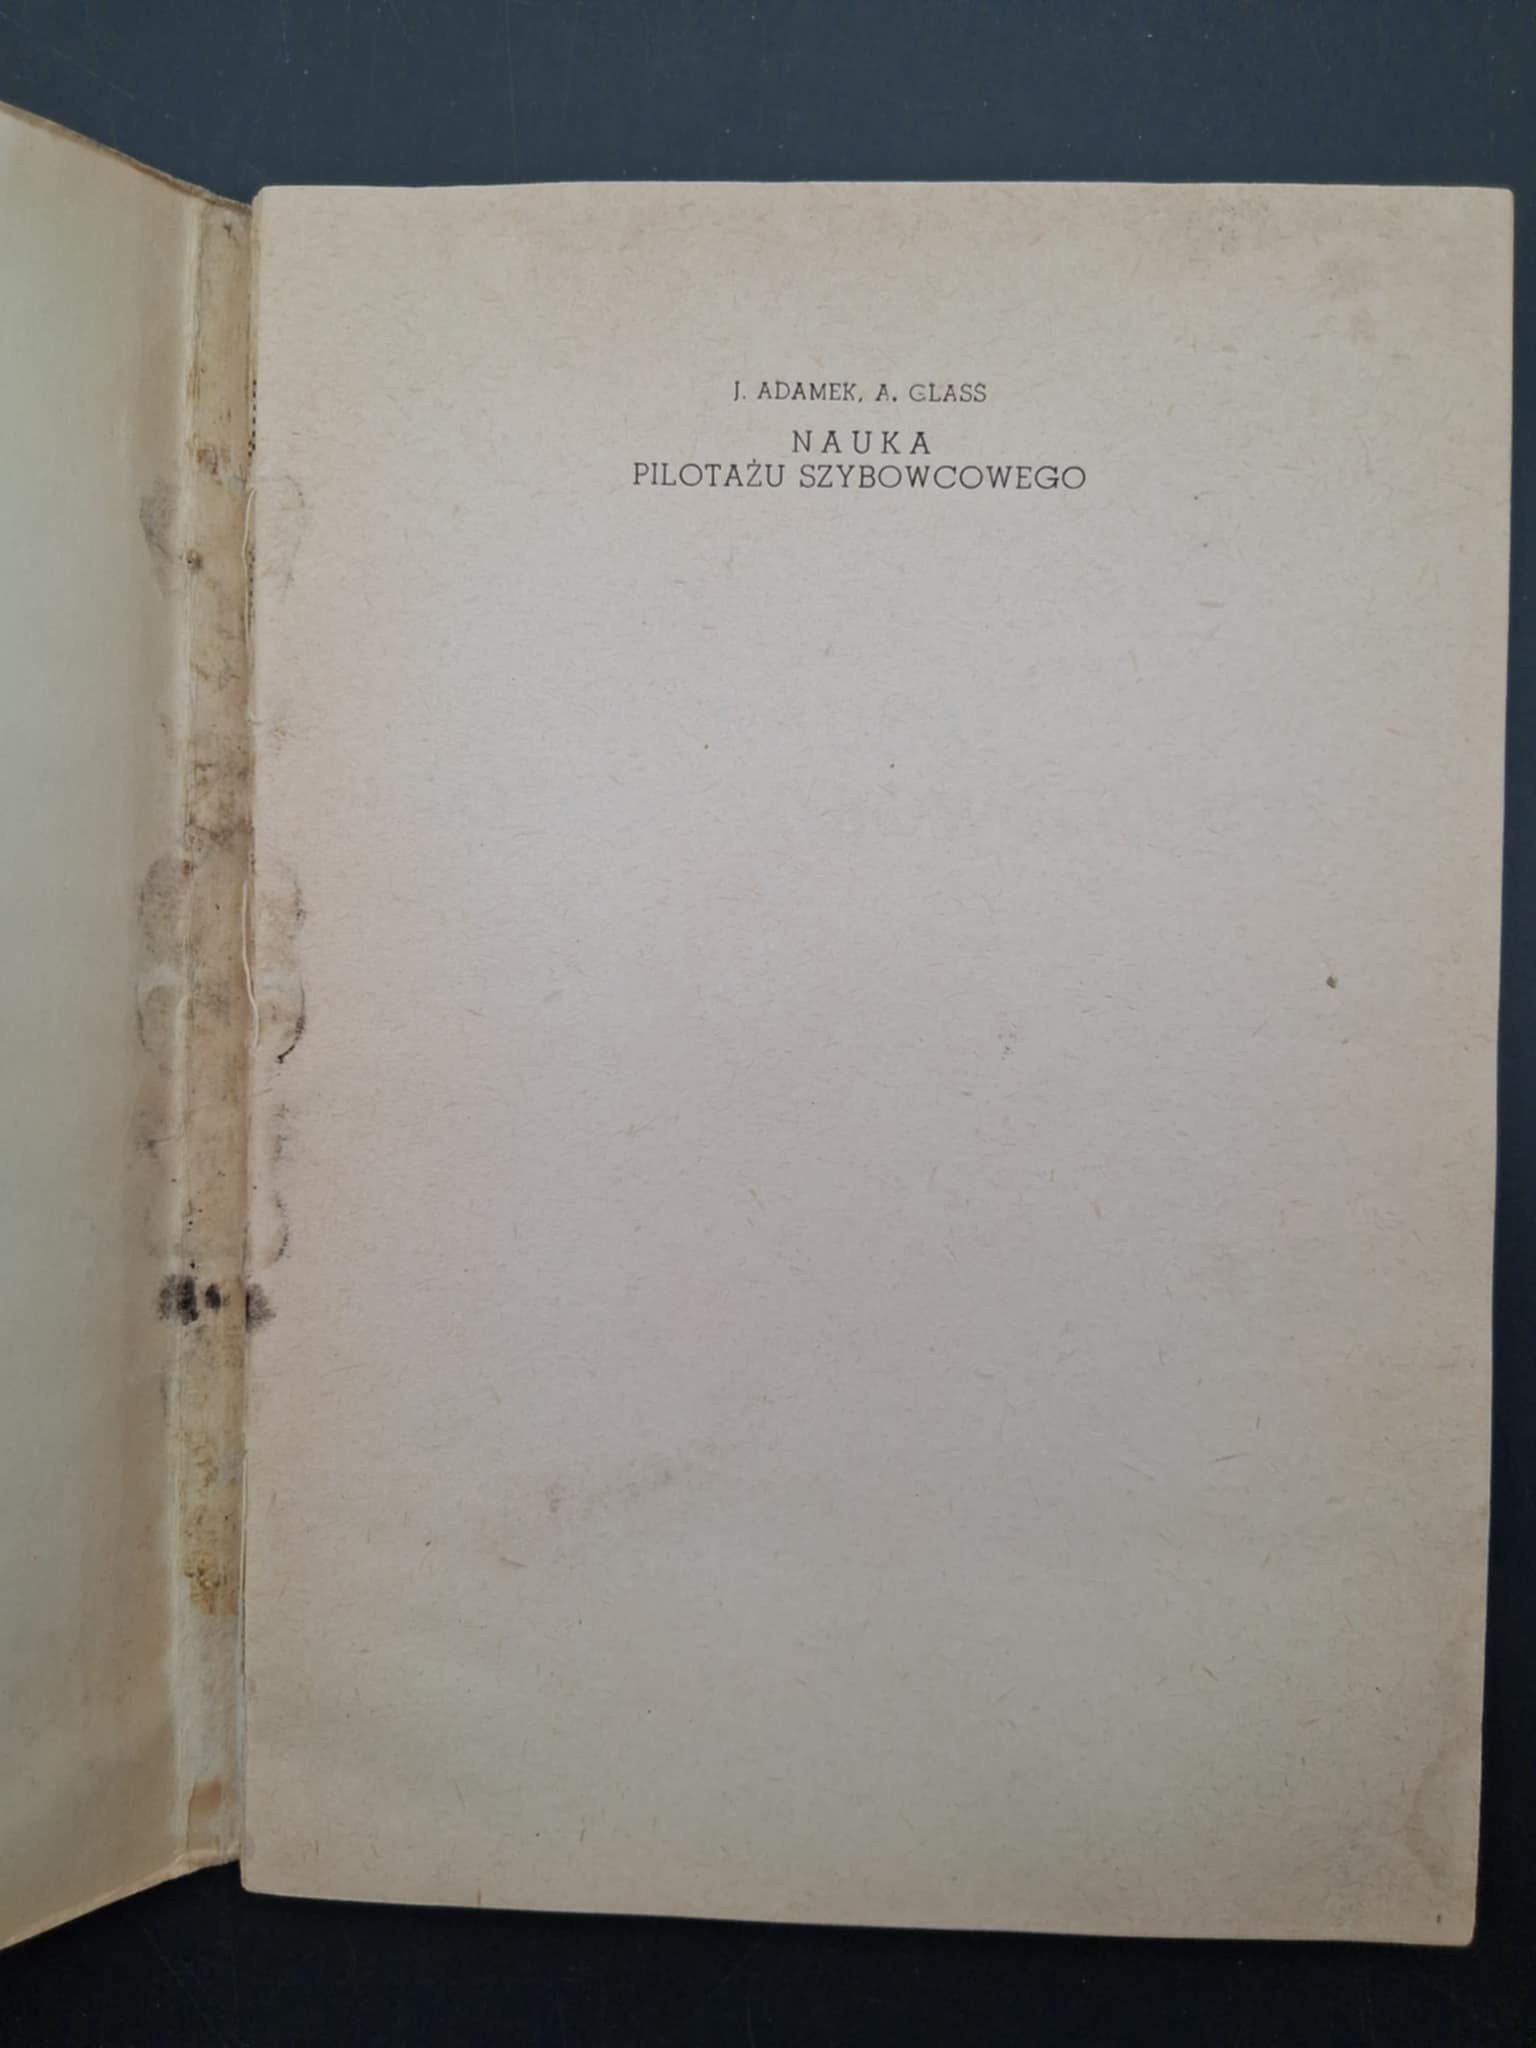 J. ADAMEK, A. GLASS
NAUKA
PILOTAŻU SZYBOWCOWEGO